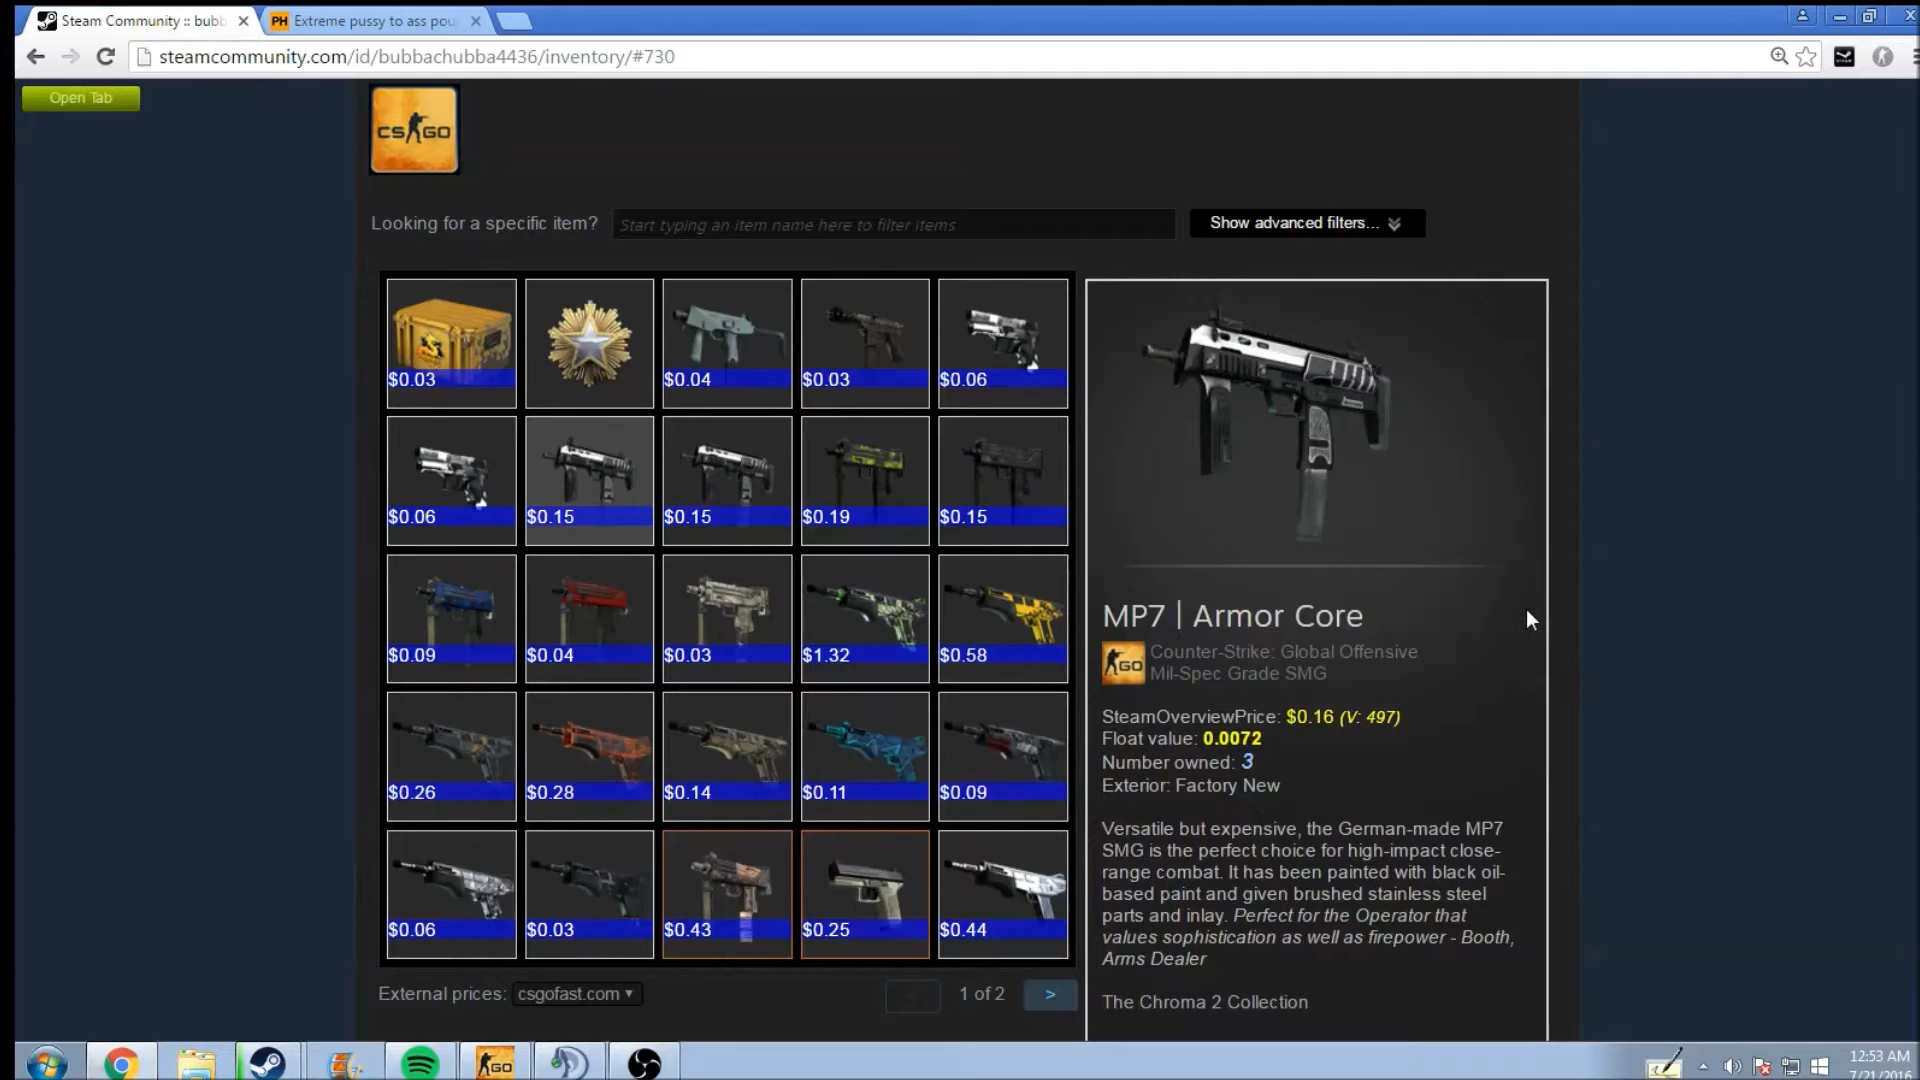 Steam Community :: bubb
PH Extreme pussy to ass pou
steamcommunity.com/id/bubbachubba4436/inventory/#730
Open Tab
CS GO
Looking for a specific item?
Start typing an item name here to filter items
Show advanced filters...
$0.03
$0.04
$0.03
$0.06
$0.06
$0.15
$0.15
$0.19
$0.15
$0.09
$0.04
$0.03
$1.32
$0.58
$0.26
$0.28
$0.14
$0.11
$0.09
$0.06
$0.03
$0.43
$0.25
$0.44
External prices: csgofast.com
1 of 2 >
MP7 | Armor Core
GO
Counter-Strike: Global Offensive
Mil-Spec Grade SMG
SteamOverviewPrice: $0.16 (V: 497)
Float value: 0.0072
Number owned: 3
Exterior: Factory New
Versatile but expensive, the German-made MP7
SMG is the perfect choice for high-impact close-
range combat. It has been painted with black oil-
based paint and given brushed stainless steel
parts and inlay. Perfect for the Operator that
values sophistication as well as firepower - Booth,
Arms Dealer
The Chroma 2 Collection
GO
12:53 AM
7/21/2016